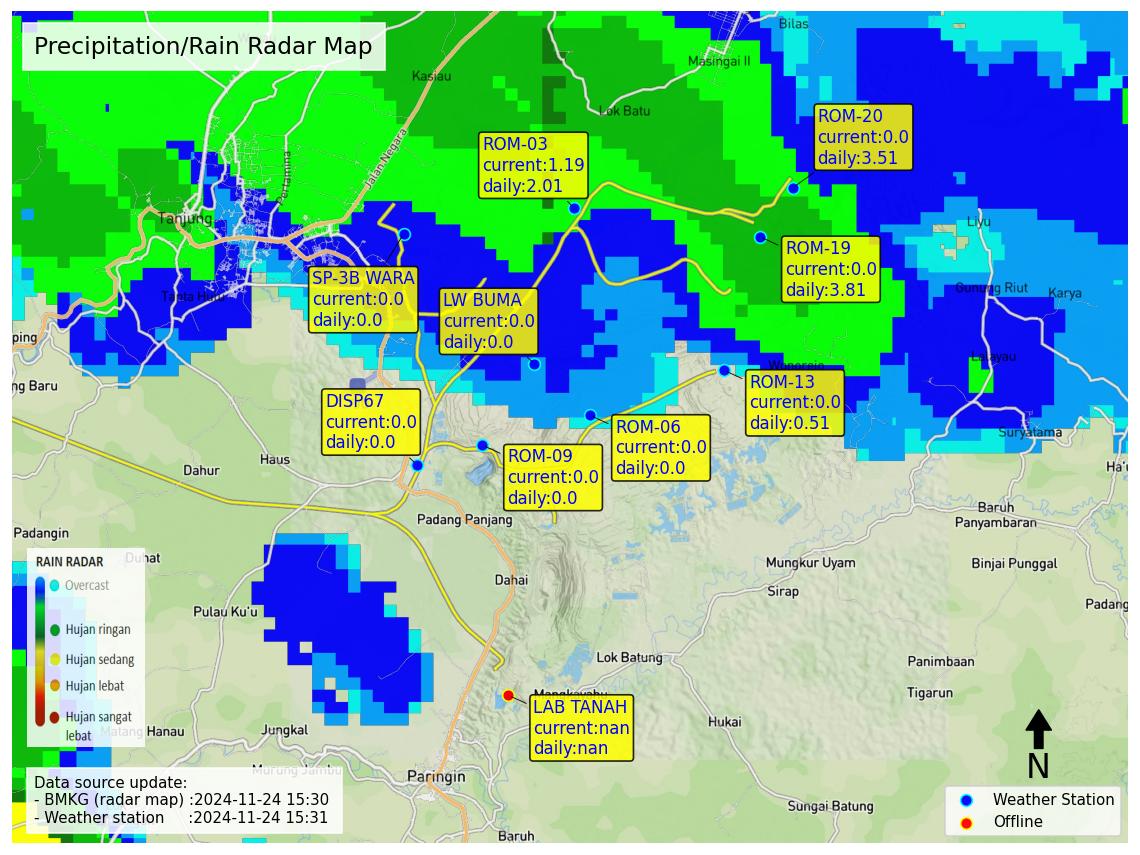 Precipitation/Rain Radar Map
Bilas
Masingai II
Kasiau
Lok Batu
Jalan Negara
Pertamina
ROM-20
current:0.0
daily:3.51
ROM-03
current:1.19
daily:2.01
Tanjung
Liyu
ROM-19
current:0.0
daily:3.81
SP-3B WARA
current:0.0
daily:0.0
LW BUMA
current:0.0
daily:0.0
Gunung Riut
Karya
Lalayau
ping
ng Baru
ROM-13
current:0.0
daily:0.51
DISP67
current:0.0
daily:0.0
ROM-06
current:0.0
daily:0.0
Suryatama
ROM-09
current:0.0
daily:0.0
Haus
Dahur
Ha'u
Padang Panjang
Baruh
Panyambaran
Padangin
Duhat
Mungkur Uyam
Binjai Punggal
Dahai
Sirap
Padang
Pulau Ku'u
RAIN RADAR
Overcast
Hujan ringan
Hujan sedang
Hujan lebat
Hujan sangat
lebat
Lok Batung
Panimbaan
Tigarun
LAB TANAH
current:nan
daily:nan
Hukai
Matang Hanau
Jungkal
Murung Jambu
Paringin
Sungai Batung
Baruh
Data source update:
- BMKG (radar map) :2024-11-24 15:30
- Weather station :2024-11-24 15:31
N
Weather Station
Offline